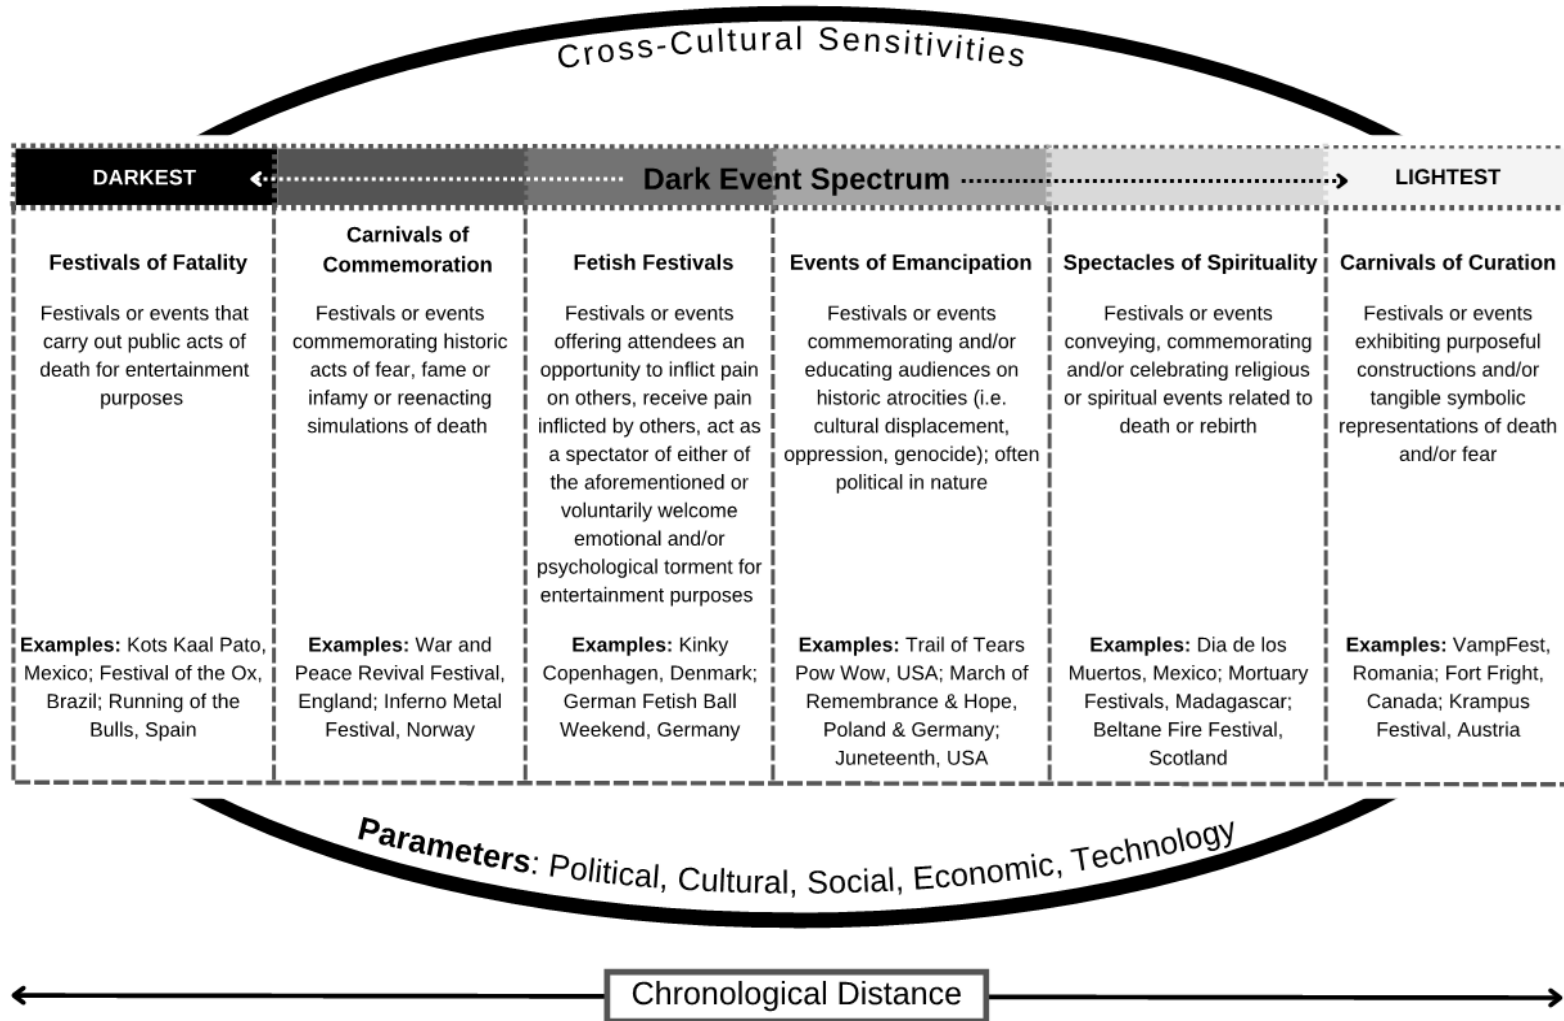 Cross-Cultural Sensitivities
DARKEST
Dark Event Spectrum
LIGHTEST
Festivals of Fatality
Festivals or events that
carry out public acts of
death for entertainment
purposes
Examples: Kots Kaal Pato,
Mexico; Festival of the Ox,
Brazil; Running of the
Bulls, Spain
Carnivals of
Commemoration
Festivals or events
commemorating historic
acts of fear, fame or
infamy or reenacting
simulations of death
Examples: War and
Peace Revival Festival,
England; Inferno Metal
Festival, Norway
Fetish Festivals
Festivals or events
offering attendees an
opportunity to inflict pain
on others, receive pain
inflicted by others, act as
a spectator of either of
the aforementioned or
voluntarily welcome
emotional and/or
psychological torment for
entertainment purposes
Examples: Kinky
Copenhagen, Denmark;
German Fetish Ball
Weekend, Germany
Events of Emancipation
Festivals or events
commemorating and/or
educating audiences on
historic atrocities (i.e.
cultural displacement,
oppression, genocide); often
political in nature
Examples: Trail of Tears
Pow Wow, USA; March of
Remembrance & Hope,
Poland & Germany;
Juneteenth, USA
Spectacles of Spirituality
Festivals or events
conveying, commemorating
and/or celebrating religious
or spiritual events related to
death or rebirth
Examples: Dia de los
Muertos, Mexico; Mortuary
Festivals, Madagascar;
Beltane Fire Festival,
Scotland
Carnivals of Curation
Festivals or events
exhibiting purposeful
constructions and/or
tangible symbolic
representations of death
and/or fear
Examples: VampFest,
Romania; Fort Fright,
Canada; Krampus
Festival, Austria
Parameters: Political, Cultural, Social, Economic, Technology
Chronological Distance